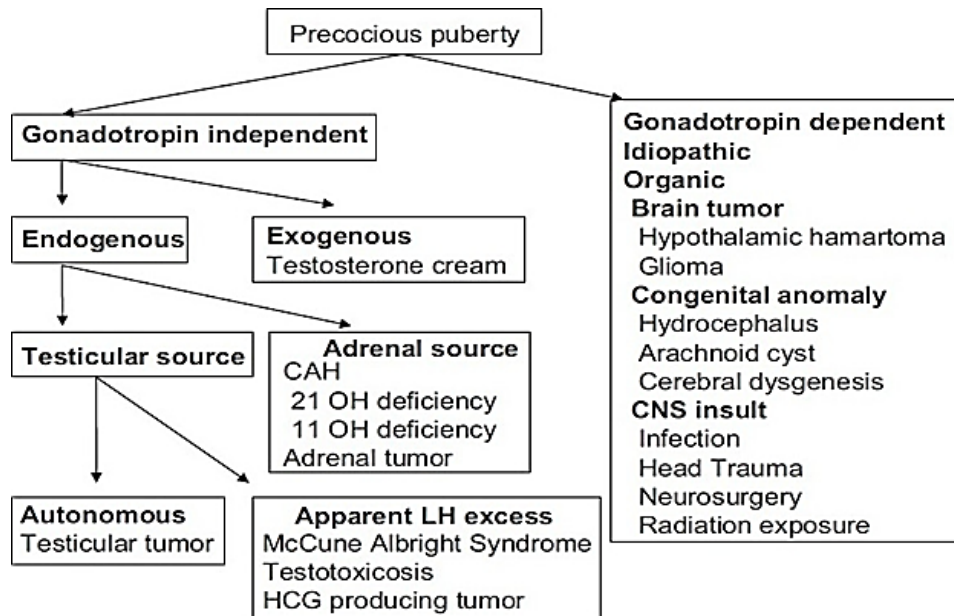 Precocious puberty
Gonadotropin independent
Endogenous
Exogenous
Testosterone cream
Testicular source
Adrenal source
CAH
21 OH deficiency
11 OH deficiency
Adrenal tumor
Autonomous
Testicular tumor
Apparent LH excess
McCune Albright Syndrome
Testotoxicosis
HCG producing tumor
Gonadotropin dependent
Idiopathic
Organic
Brain tumor
Hypothalamic hamartoma
Glioma
Congenital anomaly
Hydrocephalus
Arachnoid cyst
Cerebral dysgenesis
CNS insult
Infection
Head Trauma
Neurosurgery
Radiation exposure